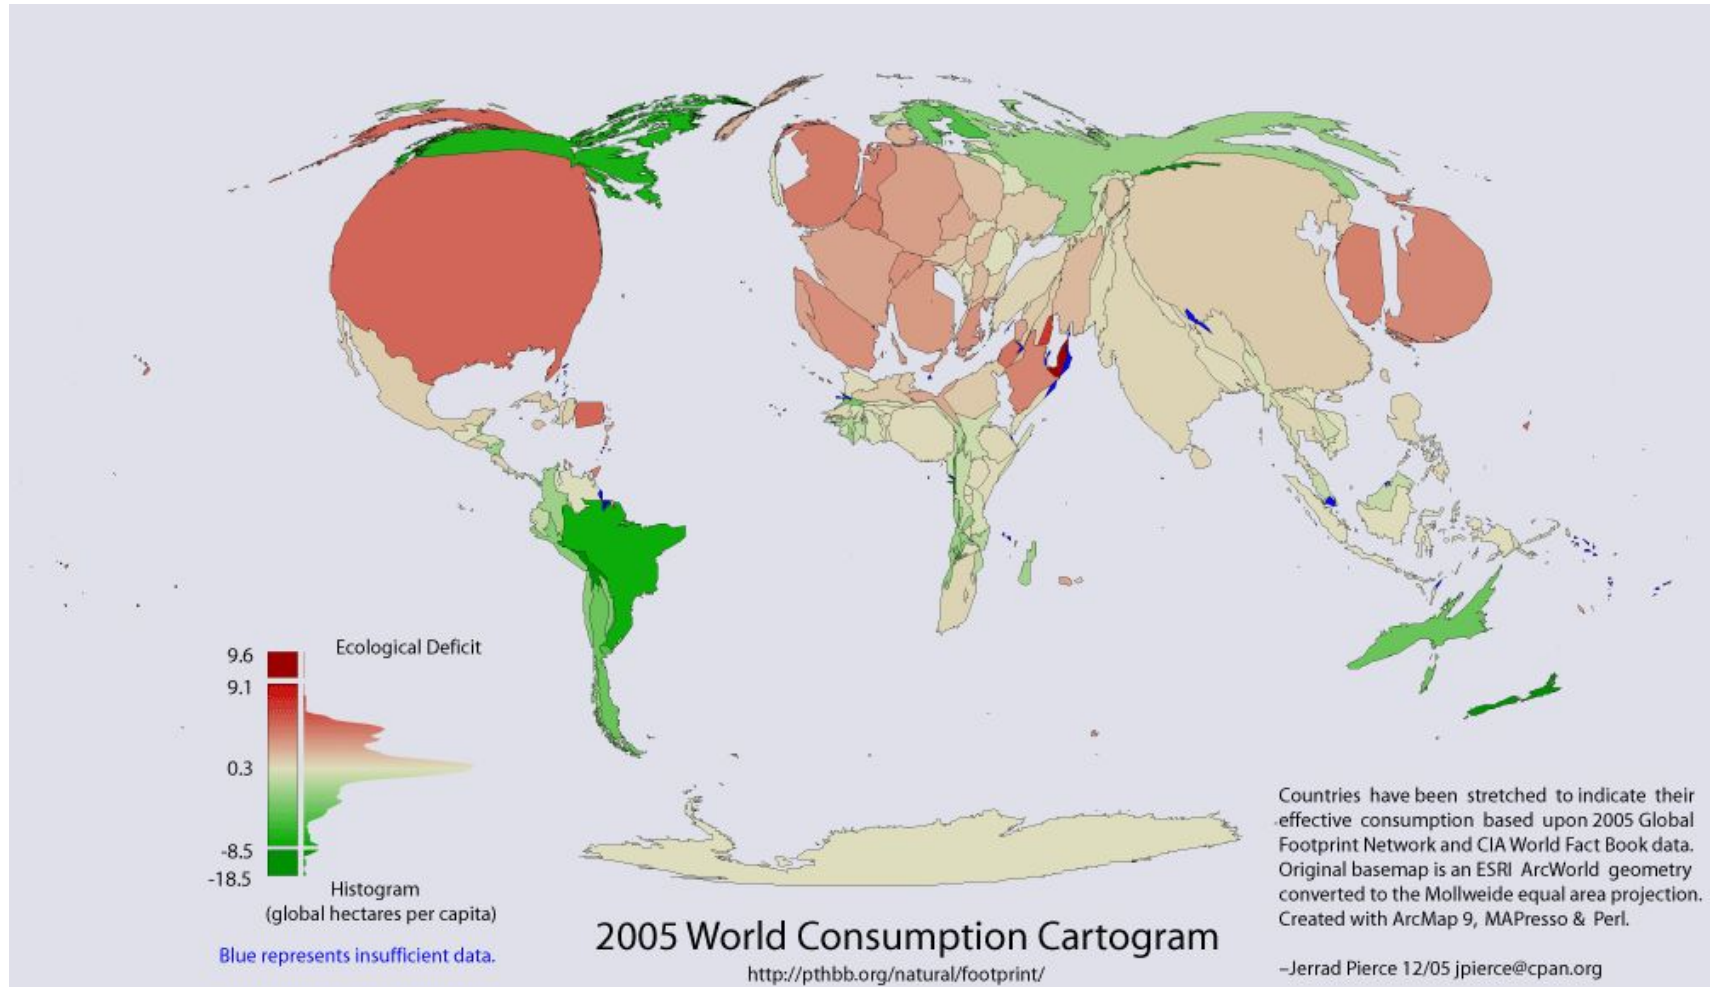 Ecological Deficit
9.6
9.1
0.3
-8.5
-18.5
Histogram
(global hectares per capita)
Blue represents insufficient data.
2005 World Consumption Cartogram
http://pthbb.org/natural/footprint/
Countries have been stretched to indicate their
effective consumption based upon 2005 Global
Footprint Network and CIA World Fact Book data.
Original basemap is an ESRI ArcWorld geometry
converted to the Mollweide equal area projection.
Created with ArcMap 9, MAPresso & Perl.
–Jerrad Pierce 12/05 jpierce@cpan.org